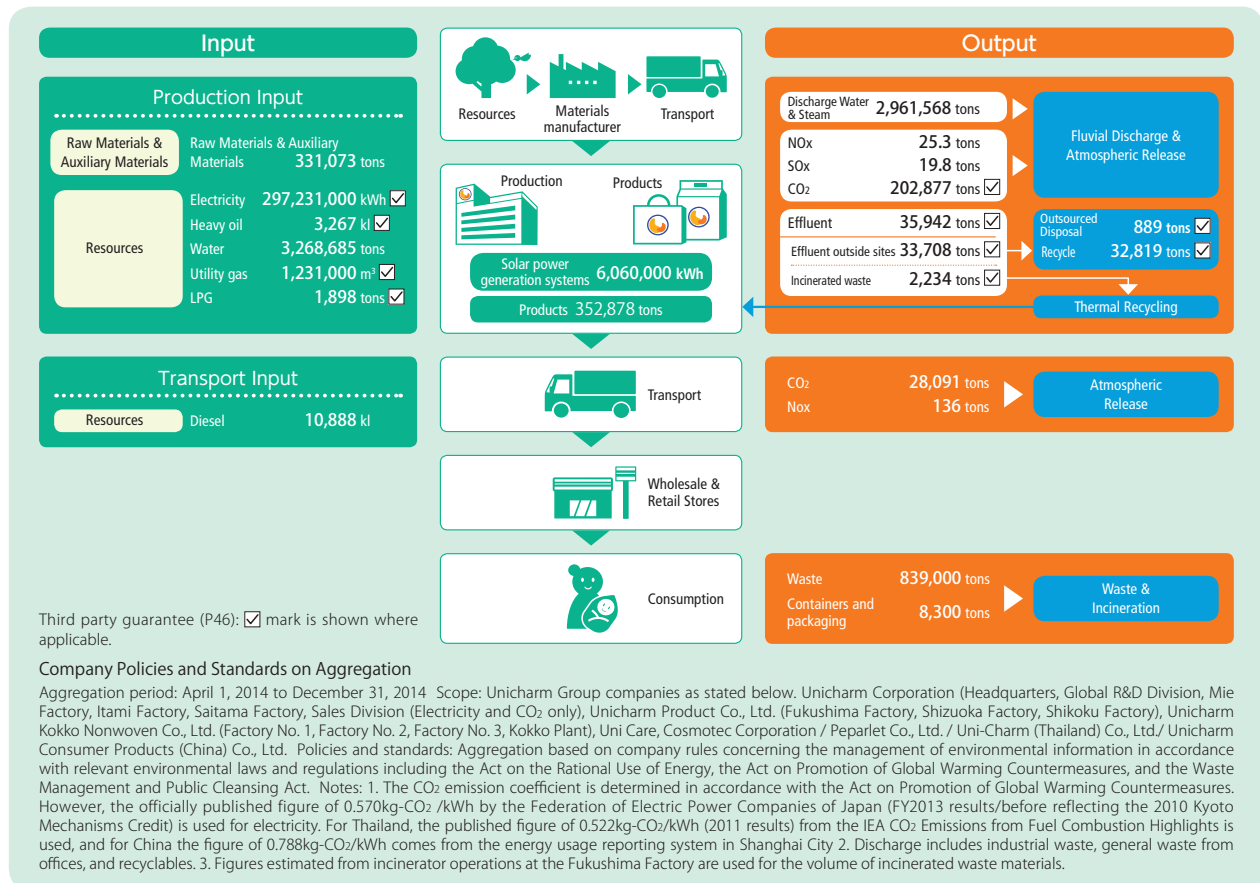 Input
Production Input
Raw Materials &
Auxiliary Materials
Raw Materials & Auxiliary
Materials 331,073 tons
Resources
Electricity 297,231,000 kWh ☑
Heavy oil 3,267 kl ☑
Water 3,268,685 tons
Utility gas 1,231,000 m³ ☑
LPG 1,898 tons ☑
Transport Input
Resources Diesel 10,888 kl
Resources
Materials
manufacturer
Transport
Production
Products
Solar power
generation systems 6,060,000 kWh
Products 352,878 tons
Transport
Wholesale &
Retail Stores
Consumption
Output
Discharge Water
& Steam 2,961,568 tons
NOx 25.3 tons
SOx 19.8 tons
CO₂ 202,877 tons ☑
Fluvial Discharge &
Atmospheric Release
Effluent 35,942 tons ☑
Effluent outside sites 33,708 tons ☑
Incinerated waste 2,234 tons ☑
Outsourced
Disposal 889 tons ☑
Recycle 32,819 tons ☑
Thermal Recycling
CO₂ 28,091 tons
Nox 136 tons
Atmospheric
Release
Waste 839,000 tons
Containers and
packaging 8,300 tons
Waste &
Incineration
Third party guarantee (P46): ☑ mark is shown where
applicable.
Company Policies and Standards on Aggregation
Aggregation period: April 1, 2014 to December 31, 2014 Scope: Unicharm Group companies as stated below. Unicharm Corporation (Headquarters, Global R&D Division, Mie
Factory, Itami Factory, Saitama Factory, Sales Division (Electricity and CO₂ only), Unicharm Product Co., Ltd. (Fukushima Factory, Shizuoka Factory, Shikoku Factory), Unicharm
Kokko Nonwoven Co., Ltd. (Factory No. 1, Factory No. 2, Factory No. 3, Kokko Plant), Uni Care, Cosmotec Corporation / Peparlet Co., Ltd. / Uni-Charm (Thailand) Co., Ltd./ Unicharm
Consumer Products (China) Co., Ltd. Policies and standards: Aggregation based on company rules concerning the management of environmental information in accordance
with relevant environmental laws and regulations including the Act on the Rational Use of Energy, the Act on Promotion of Global Warming Countermeasures, and the Waste
Management and Public Cleansing Act. Notes: 1. The CO₂ emission coefficient is determined in accordance with the Act on Promotion of Global Warming Countermeasures.
However, the officially published figure of 0.570kg-CO₂ /kWh by the Federation of Electric Power Companies of Japan (FY2013 results/before reflecting the 2010 Kyoto
Mechanisms Credit) is used for electricity. For Thailand, the published figure of 0.522kg-CO₂/kWh (2011 results) from the IEA CO₂ Emissions from Fuel Combustion Highlights is
used, and for China the figure of 0.788kg-CO₂/kWh comes from the energy usage reporting system in Shanghai City 2. Discharge includes industrial waste, general waste from
offices, and recyclables. 3. Figures estimated from incinerator operations at the Fukushima Factory are used for the volume of incinerated waste materials.